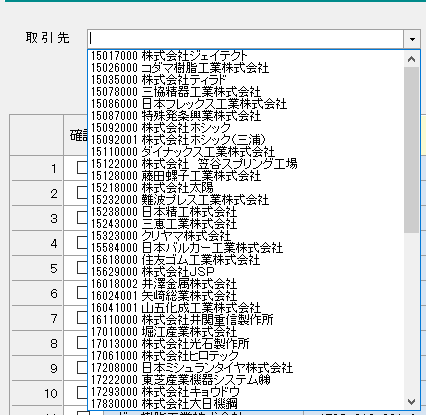 取引先
15017000 株式会社ジェイテクト
15026000 コダマ樹脂工業株式会社
15035000 株式会社ティラド
15078000 三協精器工業株式会社
15086000 日本フレックス工業株式会社
15087000 特殊発条興業株式会社
15092000 株式会社ホシック
15092001 株式会社ホシック(三浦)
15110000 ダイナックス工業株式会社
15122000 株式会社 笠谷スプリング工場
15128000 藤田螺子工業株式会社
15218000 株式会社太陽
15232000 難波プレス工業株式会社
15238000 日本精工株式会社
15243000 三恵工業株式会社
15323000 クリヤマ株式会社
15584000 日本バルカー工業株式会社
15618000 住友ゴム工業株式会社
15629000 株式会社JSP
16018002 井澤金属株式会社
16024001 矢崎総業株式会社
16041001 山五化成工業株式会社
16110000 株式会社井関重信製作所
17010000 堀江産業株式会社
17013000 株式会社光石製作所
17061000 株式会社ヒロテック
17208000 日本ミシュランタイヤ株式会社
17222000 東芝産業機器システム㈱
17293000 株式会社キョウドウ
17830000 株式会社大日機鋼
1
2
3
4
5
6
7
8
9
10